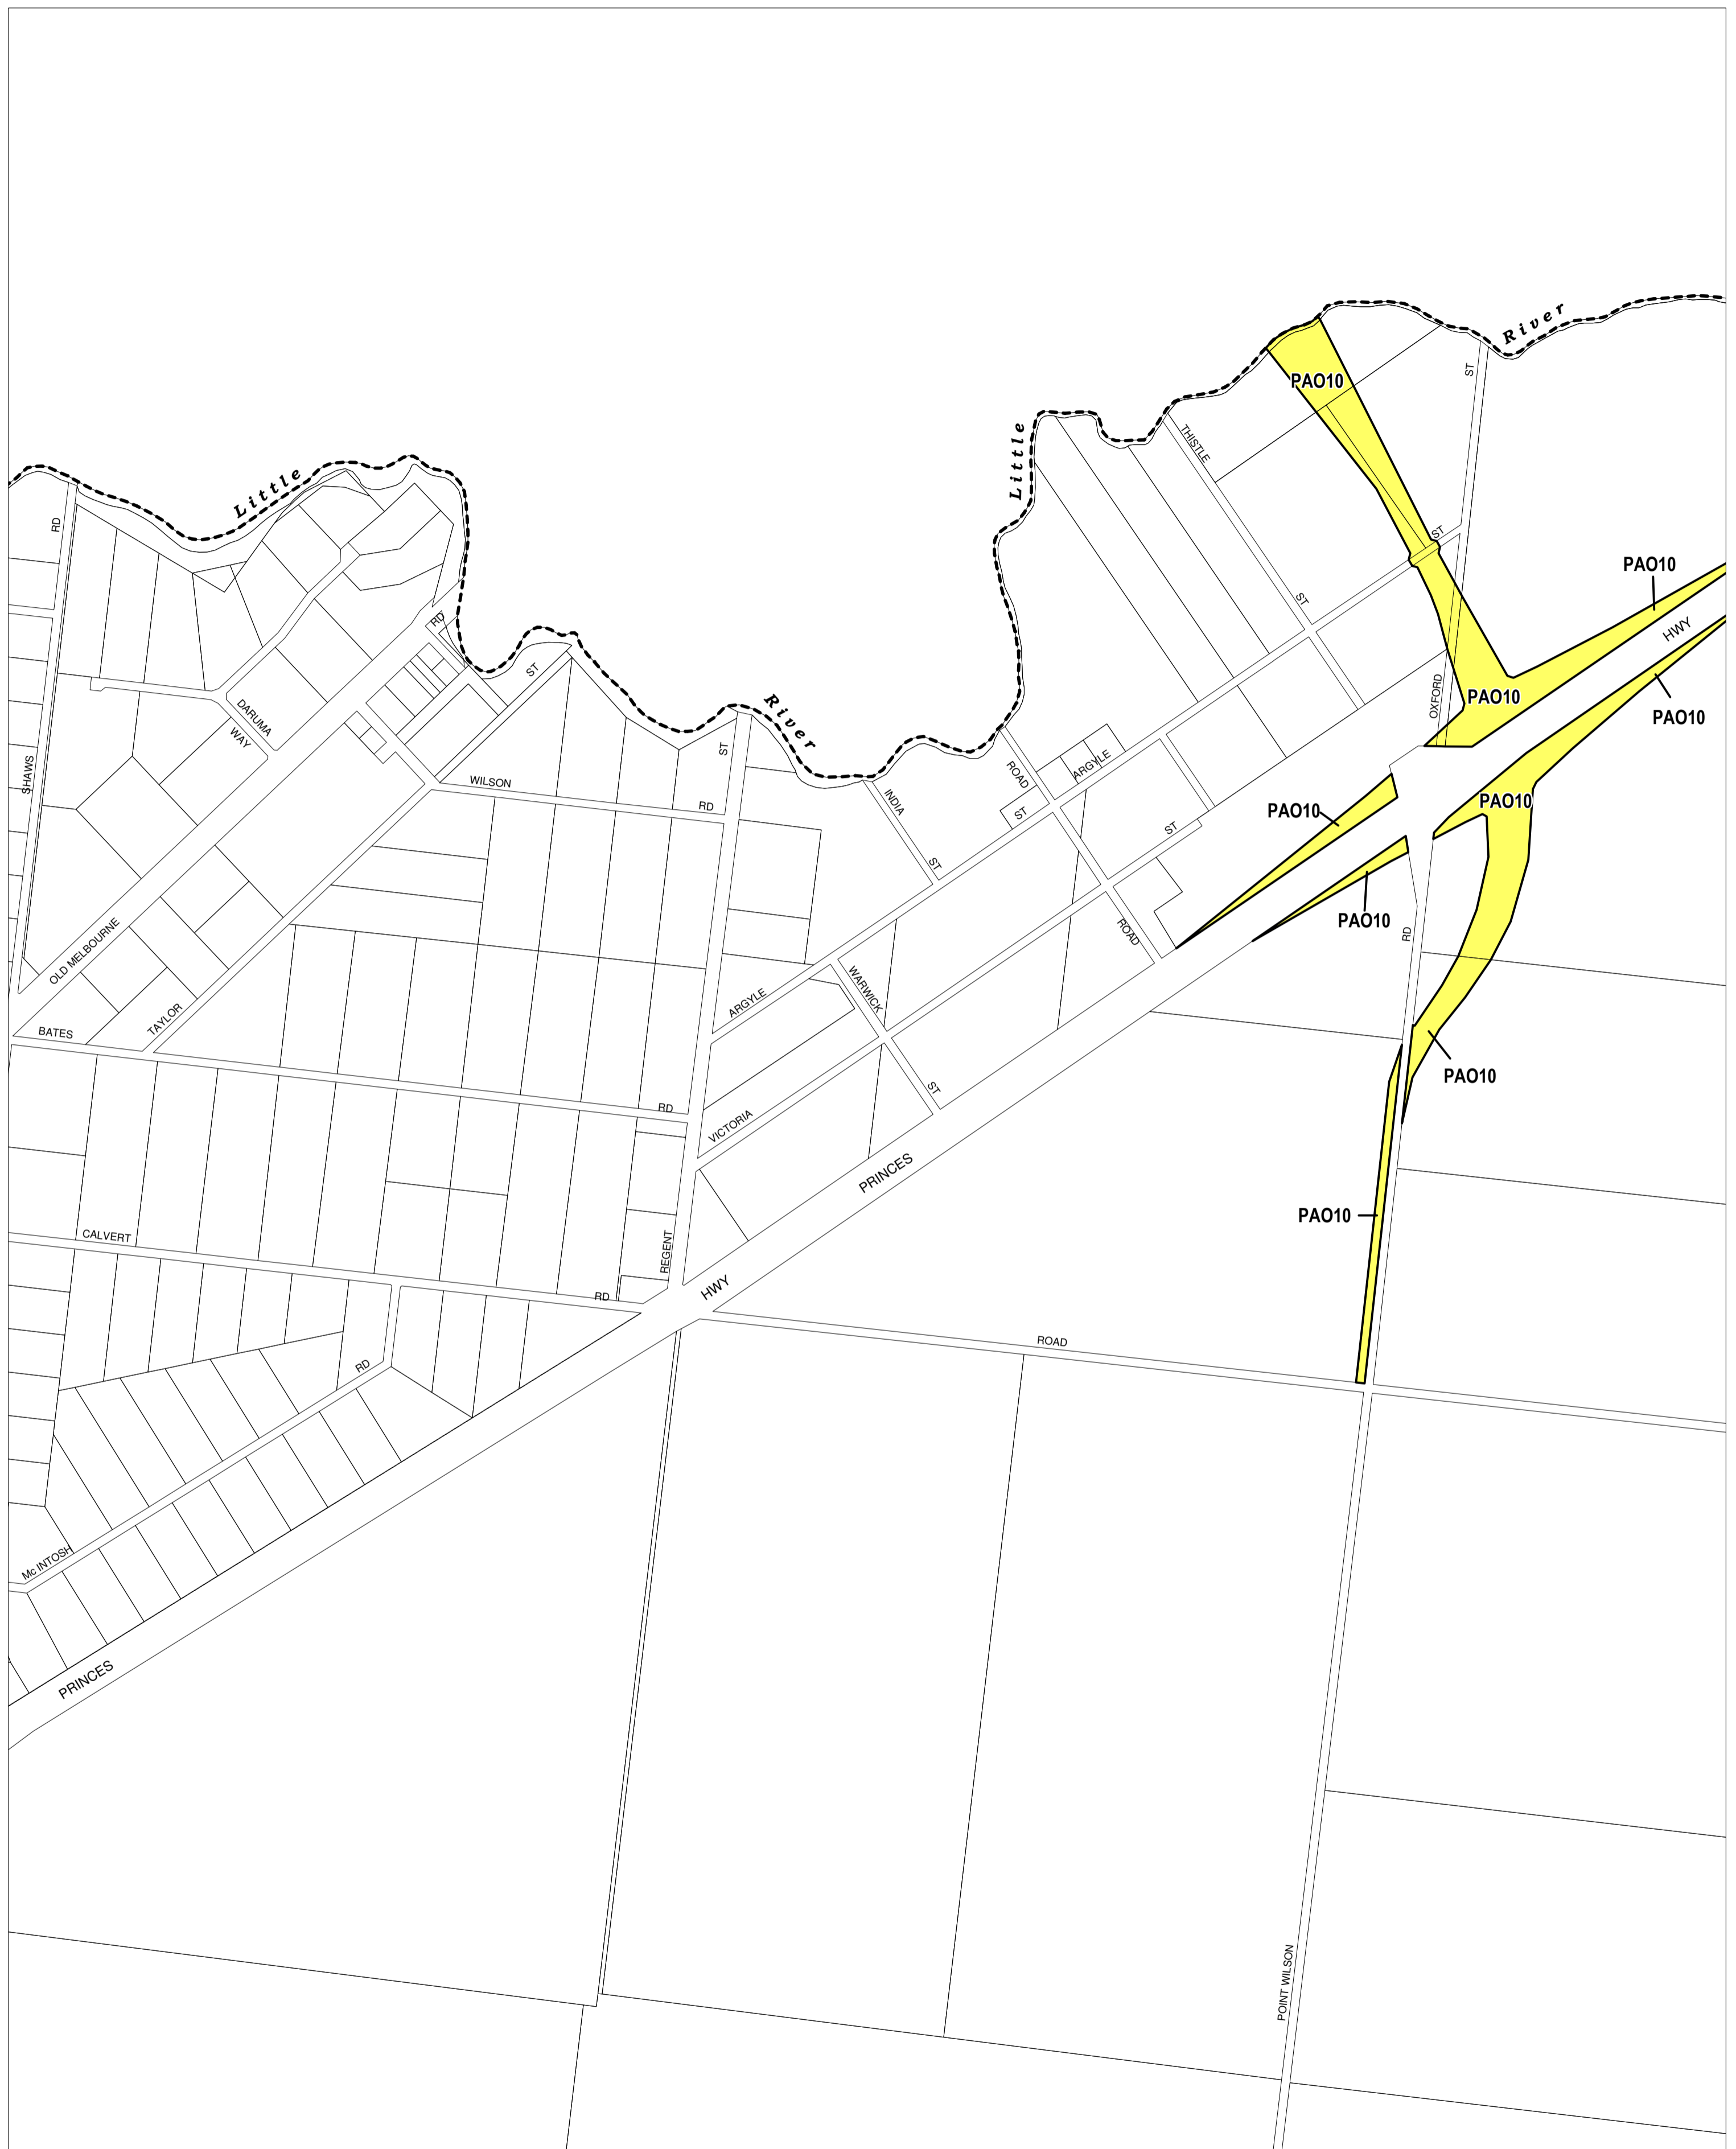 River
ST
PAO10
Little
THISTLE
Little
RD
ST
PAO10
ST
HWY
RD
ST
OXFORD
PAO10
PAO10
DARUMA
WAY
River
ST
SHAWS
WILSON
RD
ROAD
ARGYLE
INDIA
ST
PAO10
PAO10
ST
ST
PAO10
ROAD
RD
OLD MELBOURNE
WARWICK
ARGYLE
TAYLOR
BATES
PAO10
ST
RD
VICTORIA
PRINCES
PAO10
CALVERT
REGENT
HWY
RD
ROAD
RD
Mc INTOSH
PRINCES
POINT WILSON